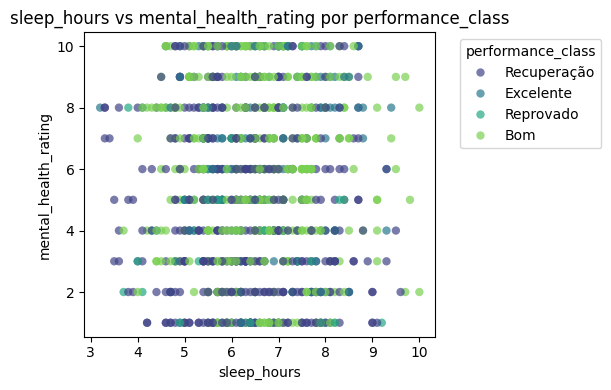 sleep_hours vs mental_health_rating por performance_class
performance_class
Recuperação
Excelente
Reprovado
Bom
mental_health_rating
10
8
6
4
2
3 4 5 6 7 8 9 10
sleep_hours